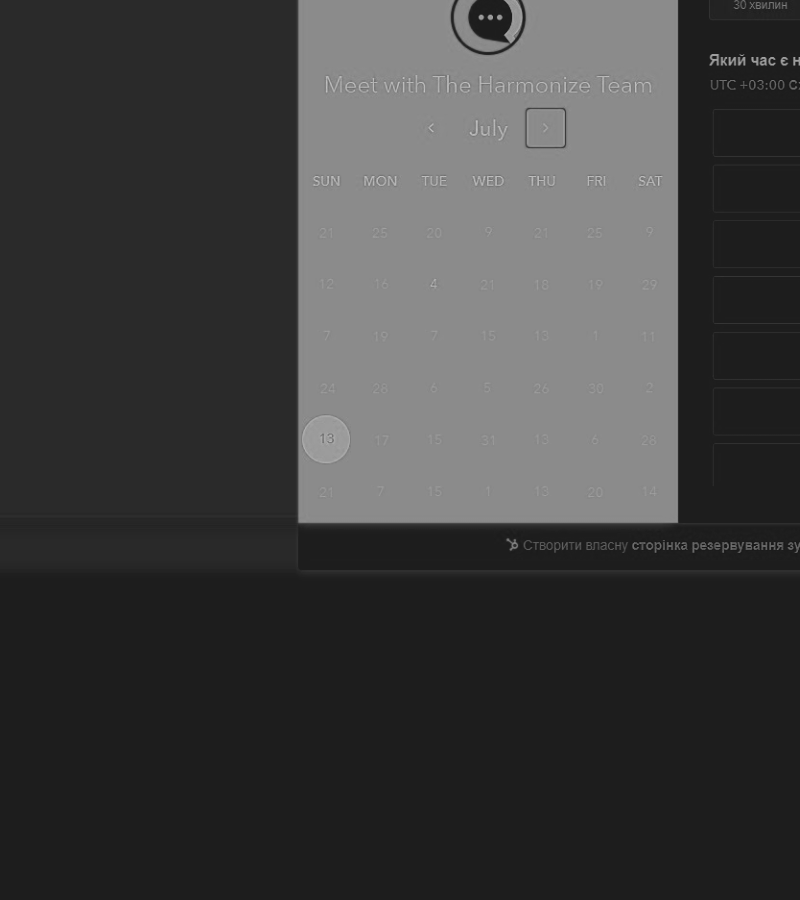 30 хвилин
Meet with The Harmonize Team
July
SUN MON TUE WED THU FRI SAT
21 25 20 9 21 25 9
12 16 4 21 18 19 29
7 19 7 15 13 1 11
24 28 6 5 26 30 2
13 17 15 31 13 6 28
21 7 15 1 13 20 14
Який час є
UTC +03:00
Створити власну сторінка резервування